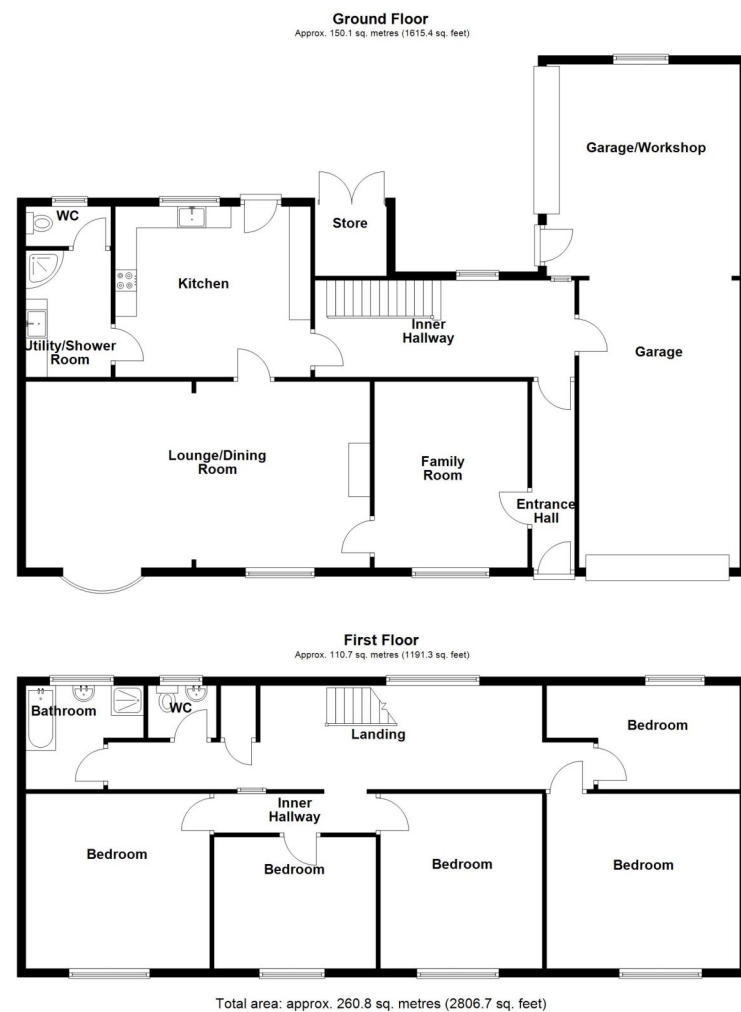 Ground Floor
Approx. 150.1 sq. metres (1615.4 sq. feet)
Garage/Workshop
WC
Store
Kitchen
Inner
Hallway
Utility/Shower
Room
Garage
Lounge/Dining
Room
Family
Room
Entrance
Hall
First Floor
Approx. 110.7 sq. metres (1191.3 sq. feet)
Bathroom
WC
Landing
Bedroom
Inner
Hallway
Bedroom
Bedroom
Bedroom
Bedroom
Total area: approx. 260.8 sq. metres (2806.7 sq. feet)